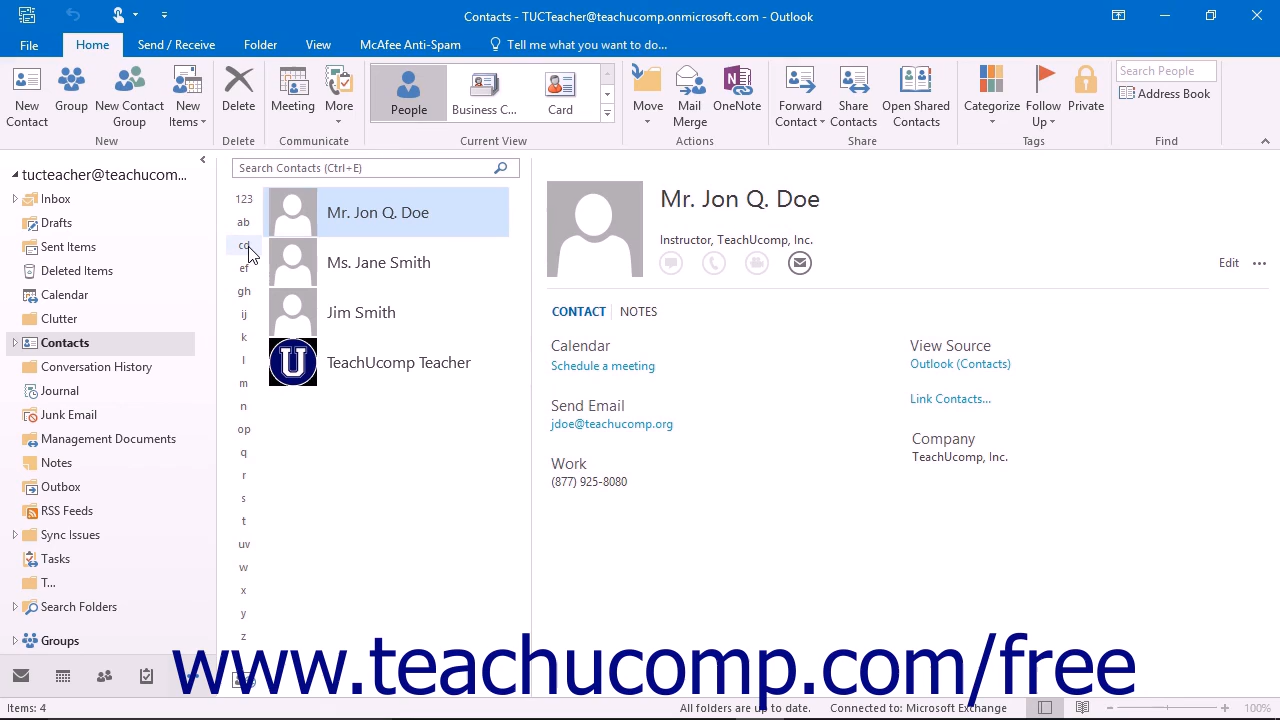 Contacts - TUCTeacher@teachucomp.onmicrosoft.com - Outlook
File Home Send / Receive Folder View McAfee Anti-Spam Tell me what you want to do...
New Contact
Group
New Contact Group
New Items
Delete
Meeting
More
People
Business C...
Card
Move
Mail Merge
OneNote
Forward Contact
Share Contacts
Open Shared Contacts
Categorize
Follow Up
Private
Search People
Address Book
New Delete Communicate Current View Actions Share Tags Find
tucteacher@teachucomp...
Inbox
Drafts
Sent Items
Deleted Items
Calendar
Clutter
Contacts
Conversation History
Journal
Junk Email
Management Documents
Notes
Outbox
RSS Feeds
Sync Issues
Tasks
T...
Search Folders
Groups
Search Contacts (Ctrl+E)
123
ab
cd
ef
gh
ij
k
l
m
n
op
q
r
s
t
uv
w
x
y
z
Mr. Jon Q. Doe
Ms. Jane Smith
Jim Smith
U
TeachUcomp Teacher
Mr. Jon Q. Doe
Instructor, TeachUcomp, Inc.
Edit
CONTACT NOTES
Calendar
Schedule a meeting
Send Email
jdoe@teachucomp.org
Work
(877) 925-8080
View Source
Outlook (Contacts)
Link Contacts...
Company
TeachUcomp, Inc.
www.teachucomp.com/free
Items: 4 All folders are up to date. Connected to: Microsoft Exchange 100%